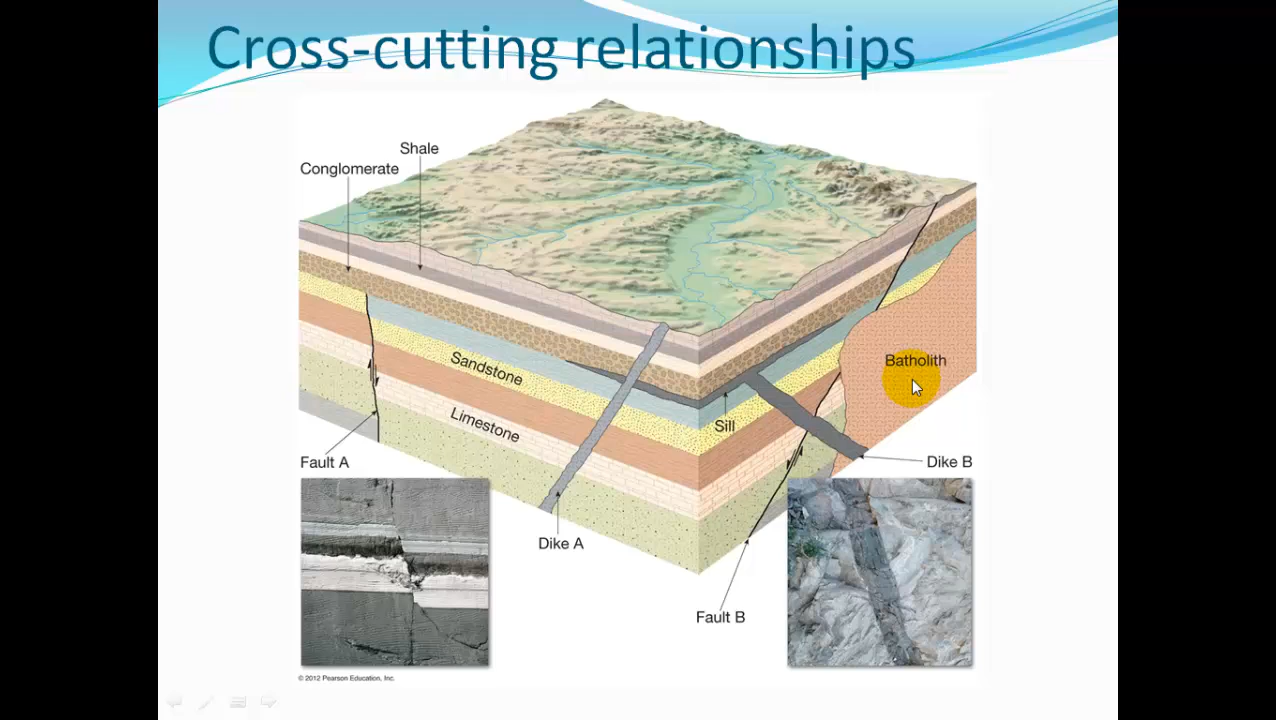 Cross-cutting relationships
Shale
Conglomerate
Sandstone
Batholith
Limestone
Sill
Fault A
Dike B
Dike A
Fault B
© 2012 Pearson Education, Inc.